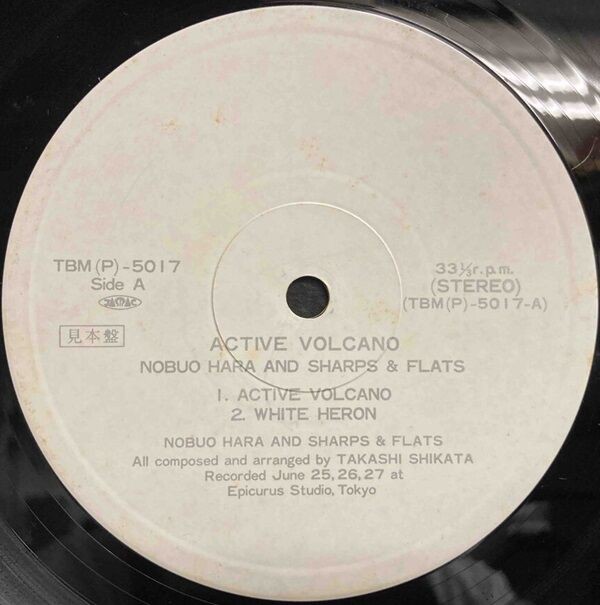 TBM(P)-5017
Side A
33⅓r.p.m.
(STEREO)
(TBM(P)-5017-A)
見本盤
ACTIVE VOLCANO
NOBUO HARA AND SHARPS & FLATS
1. ACTIVE VOLCANO
2. WHITE HERON
NOBUO HARA AND SHARPS & FLATS
All composed and arranged by TAKASHI SHIKATA
Recorded June 25,26,27 at
Epicurus Studio, Tokyo